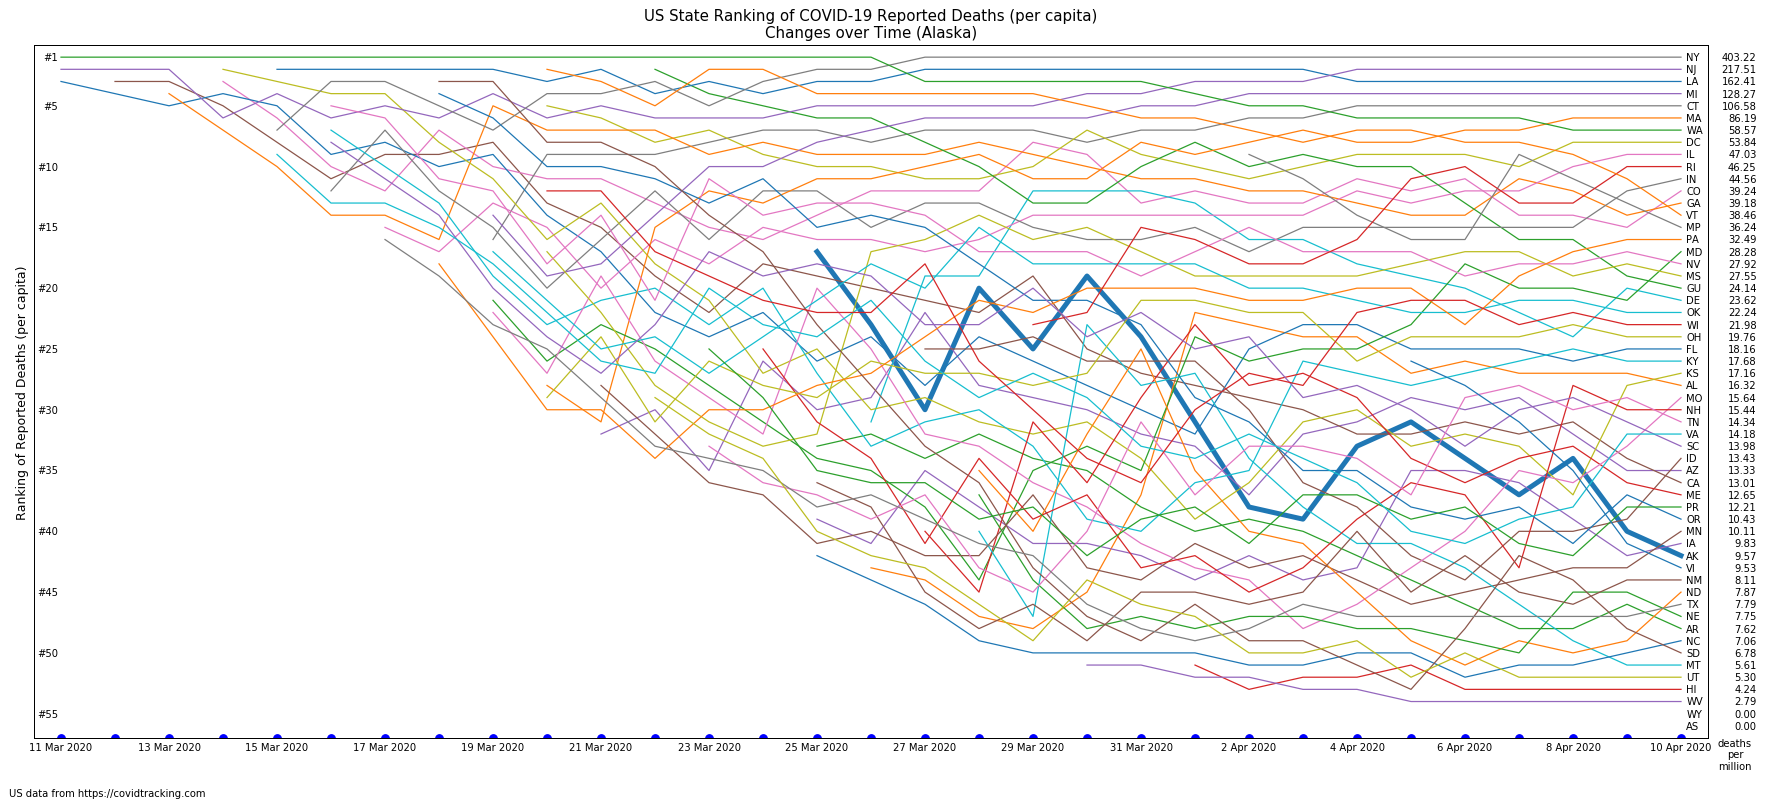 US State Ranking of COVID-19 Reported Deaths (per capita)
Changes over Time (Alaska)
Ranking of Reported Deaths (per capita)
#1
#5
#10
#15
#20
#25
#30
#35
#40
#45
#50
#55
NY 403.22
NJ 217.51
LA 162.41
MI 128.27
CT 106.58
MA 86.19
WA 58.57
DC 53.84
IL 47.03
RI 46.25
IN 44.56
CO 39.24
GA 39.18
VT 38.46
MP 36.24
PA 32.49
MD 28.28
NV 27.92
MS 27.55
GU 24.14
DE 23.62
OK 22.24
WI 21.98
OH 19.76
FL 18.16
KY 17.68
KS 17.16
AL 16.32
MO 15.64
NH 15.44
TN 14.34
VA 14.18
SC 13.98
ID 13.43
AZ 13.33
CA 13.01
ME 12.65
PR 12.21
OR 10.43
MN 10.11
IA 9.83
AK 9.57
VI 9.53
NM 8.11
ND 7.87
TX 7.79
NE 7.75
AR 7.62
NC 7.06
SD 6.78
MT 5.61
UT 5.30
HI 4.24
WV 2.79
WY 0.00
AS 0.00
11 Mar 2020 13 Mar 2020 15 Mar 2020 17 Mar 2020 19 Mar 2020 21 Mar 2020 23 Mar 2020 25 Mar 2020 27 Mar 2020 29 Mar 2020 31 Mar 2020 2 Apr 2020 4 Apr 2020 6 Apr 2020 8 Apr 2020 10 Apr 2020
deaths
per
million
US data from https://covidtracking.com